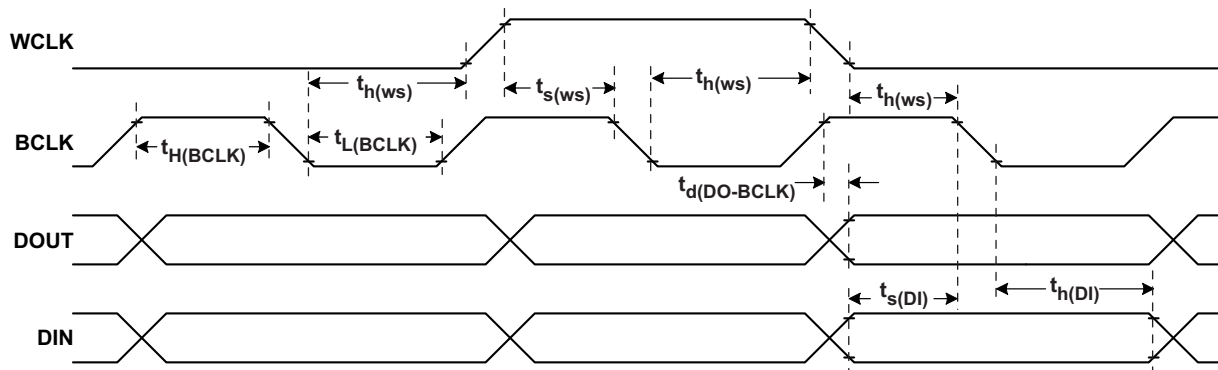 WCLK
t_h(ws) t_s(ws) t_h(ws) t_h(ws)
BCLK
t_H(BCLK) t_L(BCLK)
t_d(DO-BCLK)
DOUT
t_s(DI) t_h(DI)
DIN